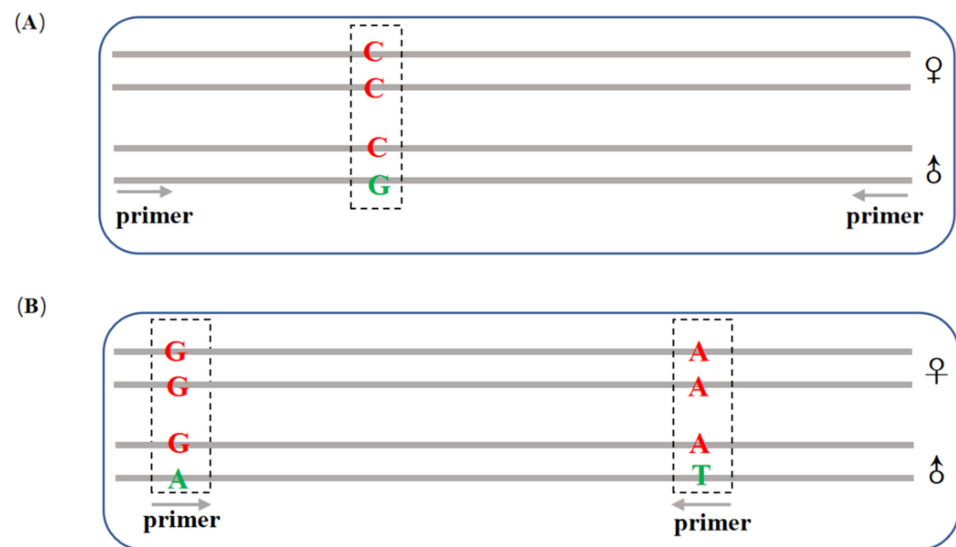 (A)
C
C
♀
C
G
♂
primer primer
(B)
G A
G A
♀
G A
A T
♂
primer primer